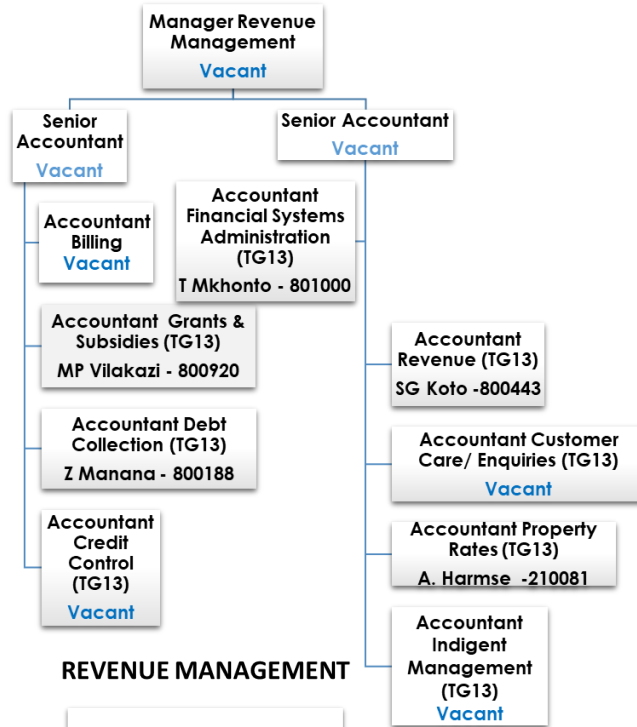 Manager Revenue
Management
Vacant
Senior
Accountant
Vacant
Senior Accountant
Vacant
Accountant
Billing
Vacant
Accountant  Grants &
Subsidies (TG13)
MP Vilakazi - 800920
Accountant Debt
Collection (TG13)
Z Manana - 800188
Accountant
Credit
Control
(TG13)
Vacant
Accountant
Financial Systems
Administration
(TG13)
T Mkhonto - 801000
Accountant
Revenue (TG13)
SG Koto -800443
Accountant Customer
Care/ Enquiries (TG13)
Vacant
Accountant Property
Rates (TG13)
A. Harmse  -210081
Accountant
Indigent
Management
(TG13)
Vacant
REVENUE MANAGEMENT